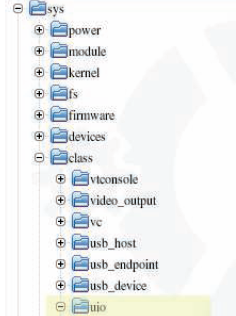 sys
power
module
kernel
fs
firmware
devices
class
vtconsole
video_output
vc
usb_host
usb_endpoint
usb_device
uio